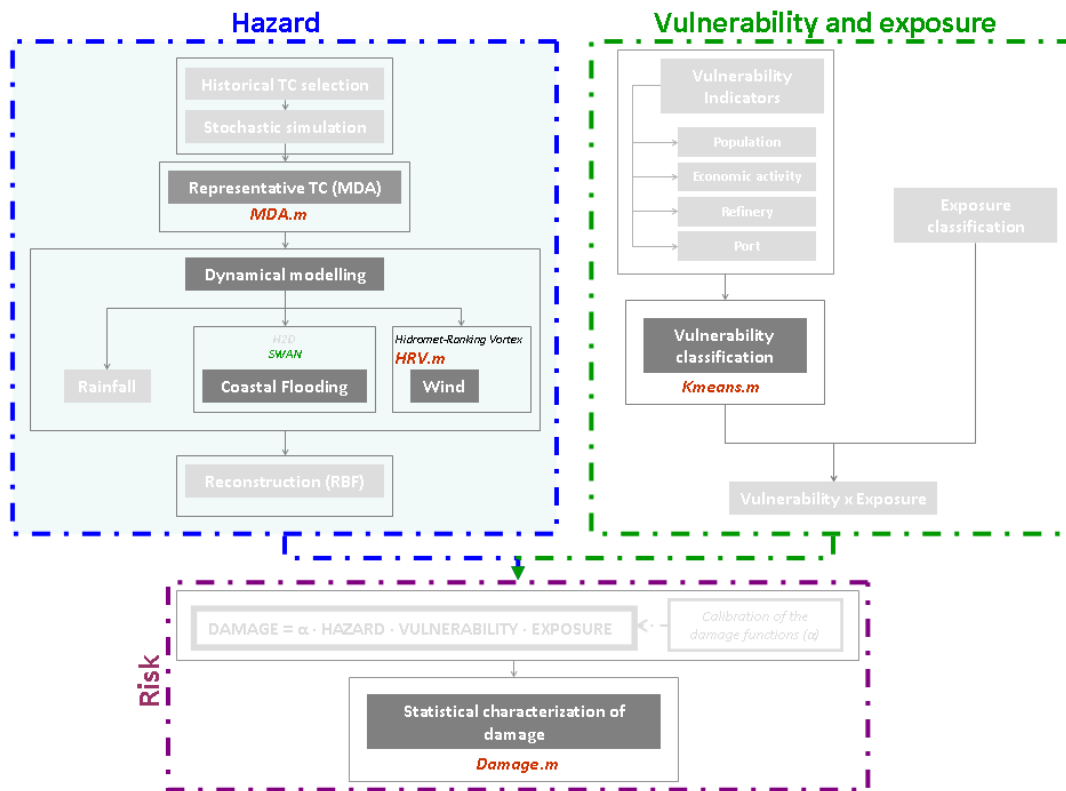 Hazard
Historical TC selection
Stochastic simulation
Representative TC (MDA)
MDA.m
Dynamical modelling
Rainfall
H2D
SWAN
Coastal Flooding
Hidromet-Ranking Vortex
HRV.m
Wind
Reconstruction (RBF)
Vulnerability and exposure
Vulnerability
Indicators
Population
Economic activity
Refinery
Port
Exposure
classification
Vulnerability
classification
Kmeans.m
Vulnerability x Exposure
Risk
DAMAGE = α · HAZARD · VULNERABILITY · EXPOSURE
Calibration of the
damage functions (α)
Statistical characterization of
damage
Damage.m